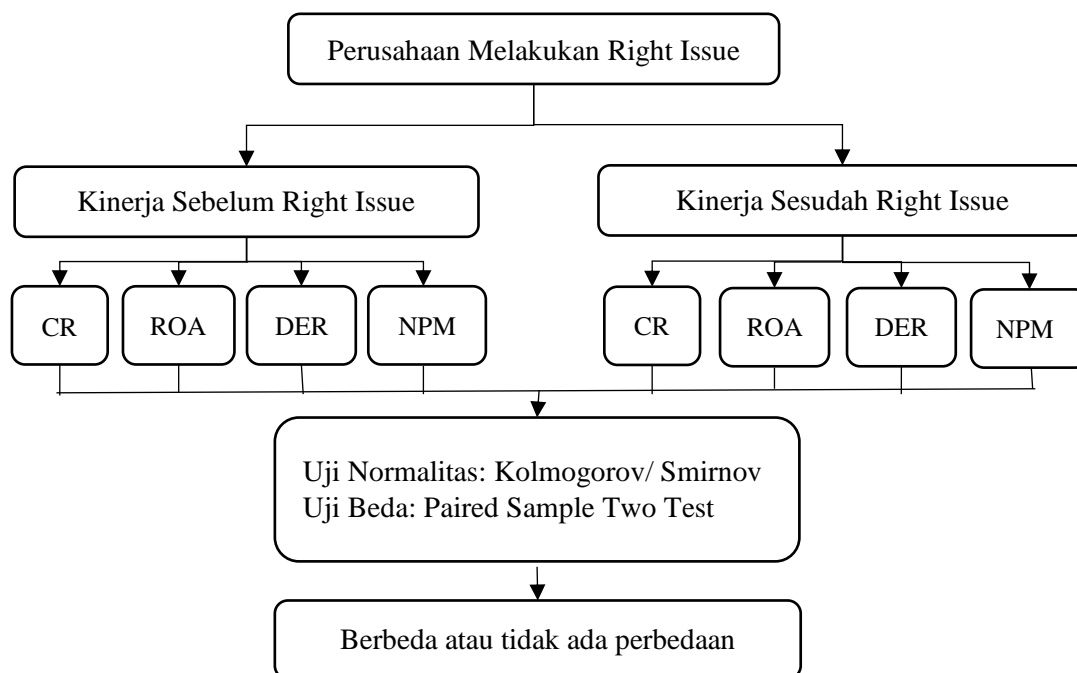 Perusahaan Melakukan Right Issue
Kinerja Sebelum Right Issue
Kinerja Sesudah Right Issue
CR
ROA
DER
NPM
CR
ROA
DER
NPM
Uji Normalitas: Kolmogorov/ Smirnov
Uji Beda: Paired Sample Two Test
Berbeda atau tidak ada perbedaan